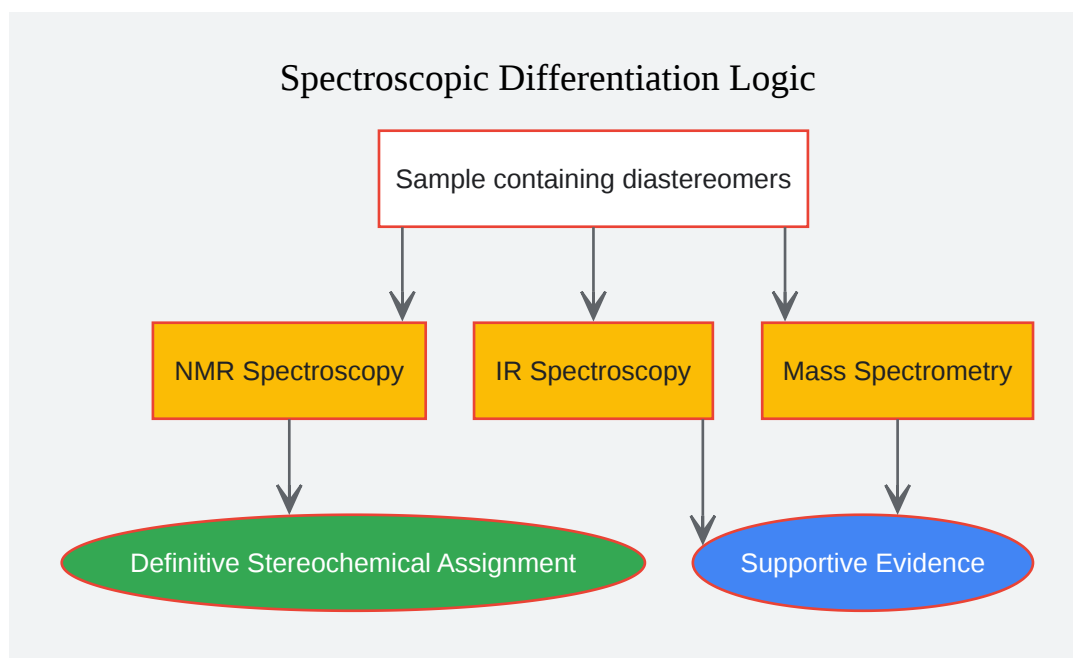 Spectroscopic Differentiation Logic
Sample containing diastereomers
NMR Spectroscopy
IR Spectroscopy
Mass Spectrometry
Definitive Stereochemical Assignment
Supportive Evidence